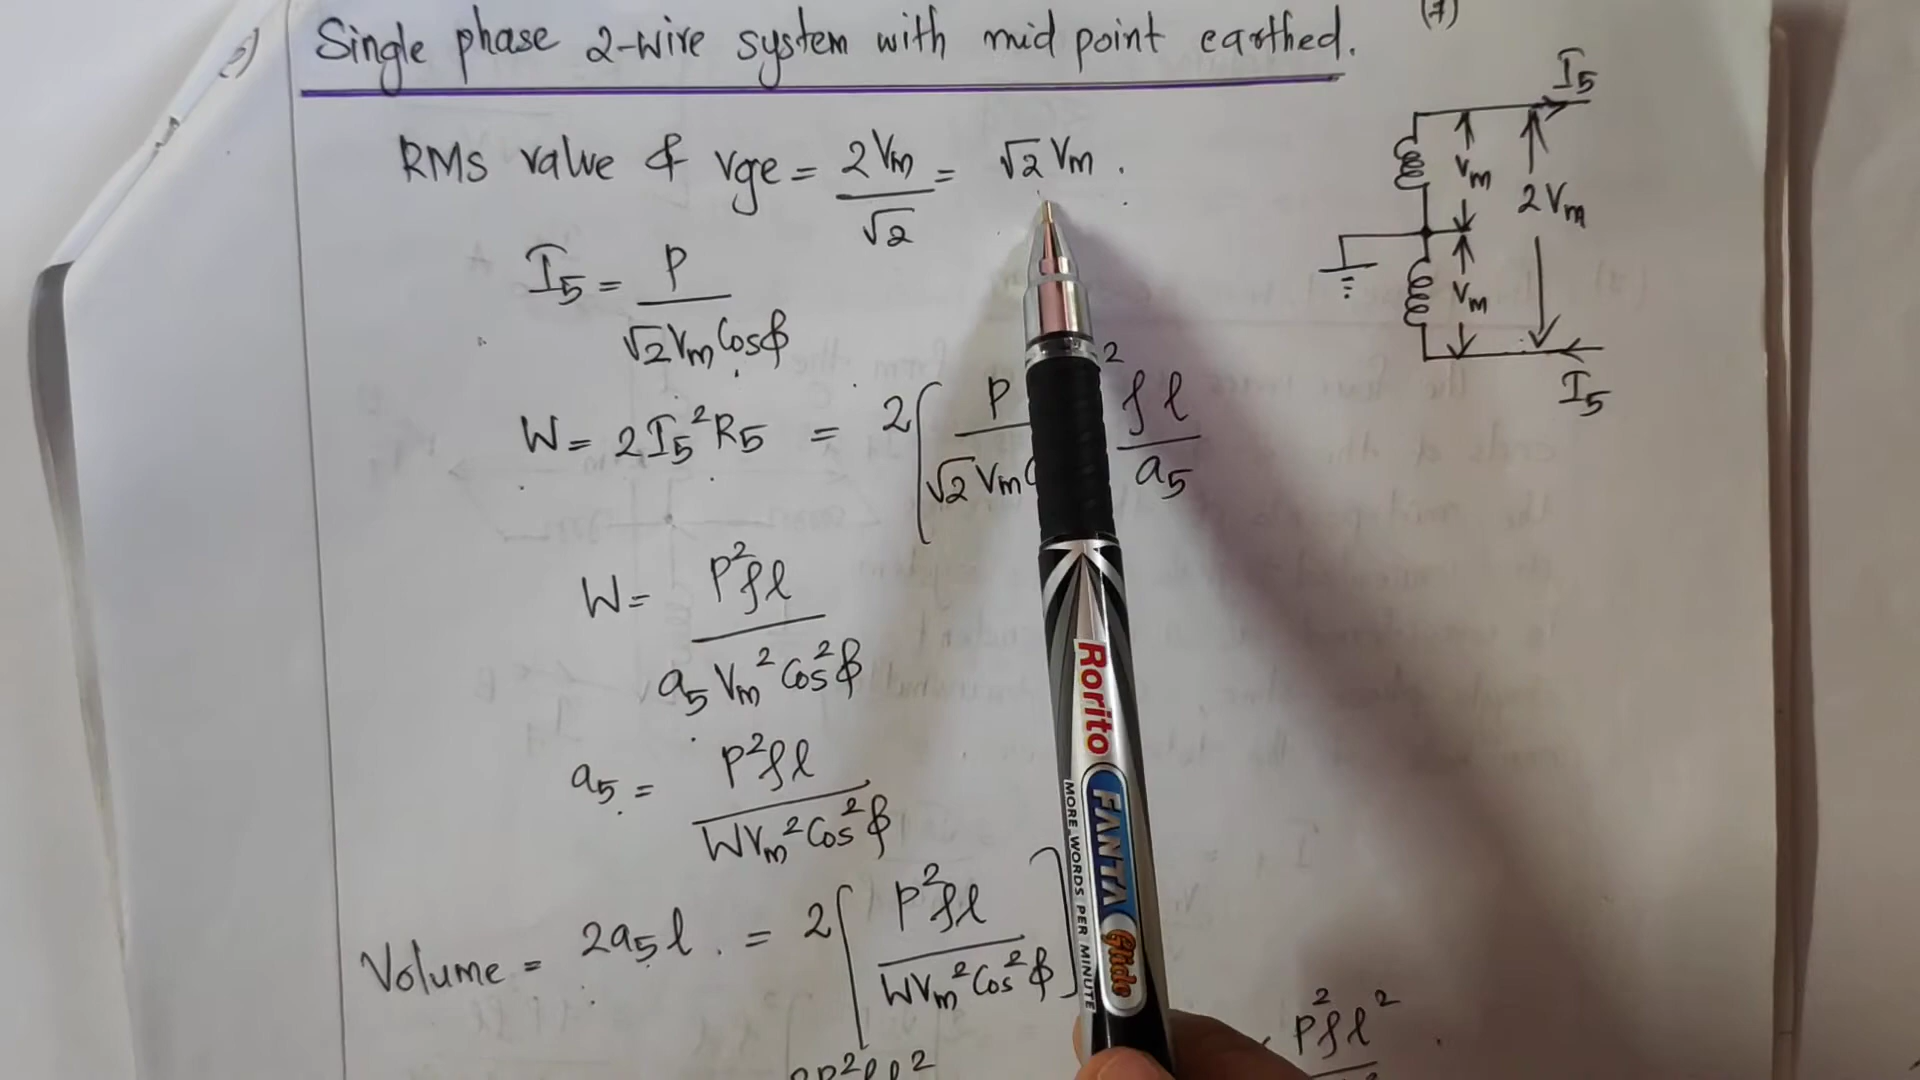 5)
Single phase 2-wire system with mid point earthed.
(7)
RMS value of Vge = 2Vm/√2 = √2 Vm.
I5 = P/√2 Vm Cosϕ
W = 2I5²R5 = 2[P/√2 Vm C ² ρl/a5
W = P²ρl/a5 Vm² Cos²ϕ
a5 = P²ρl/WVm² Cos²ϕ
Volume = 2a5l = 2[P²ρl/WVm² Cos²ϕ]
2P²ρl²
P²ρl²
I5
Vm
2Vm
Vm
I5
Rorito
FANTA
Glide
MORE WORDS PER MINUTE